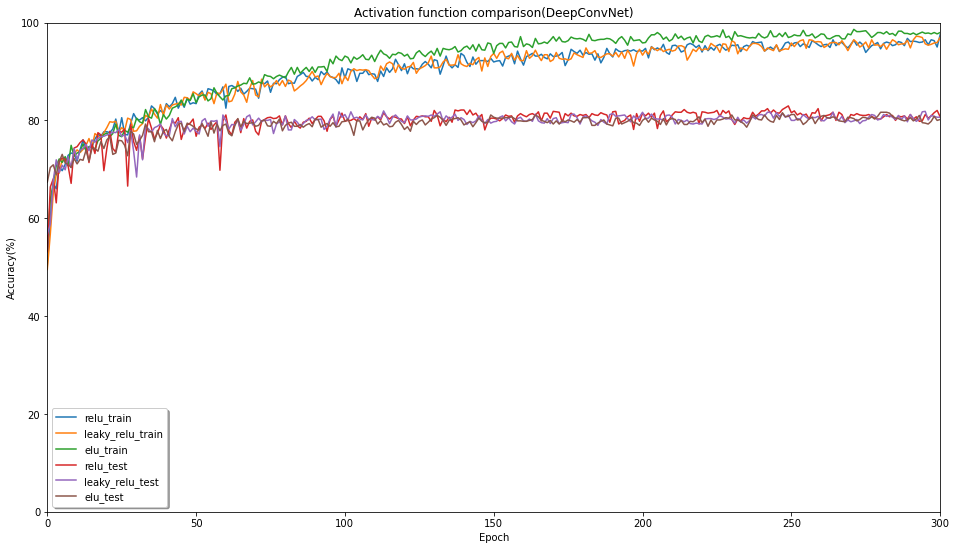 Activation function comparison(DeepConvNet)
100
80
60
40
20
0
Accuracy(%)
relu_train
leaky_relu_train
elu_train
relu_test
leaky_relu_test
elu_test
0 50 100 150 200 250 300
Epoch